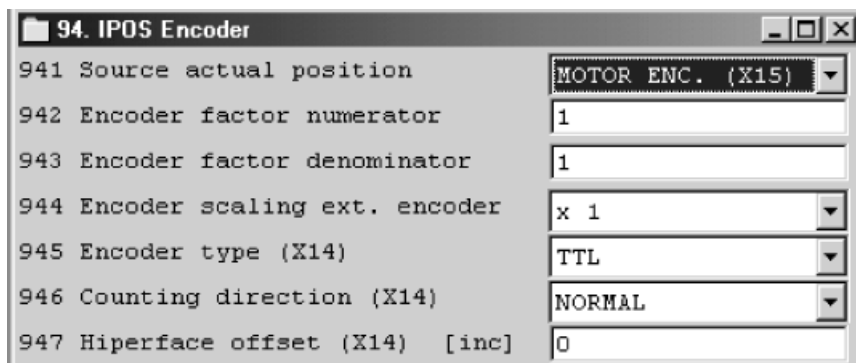 94. IPOS Encoder
941 Source actual position MOTOR ENC. (X15)
942 Encoder factor numerator 1
943 Encoder factor denominator 1
944 Encoder scaling ext. encoder x 1
945 Encoder type (X14) TTL
946 Counting direction (X14) NORMAL
947 Hiperface offset (X14) [inc] 0